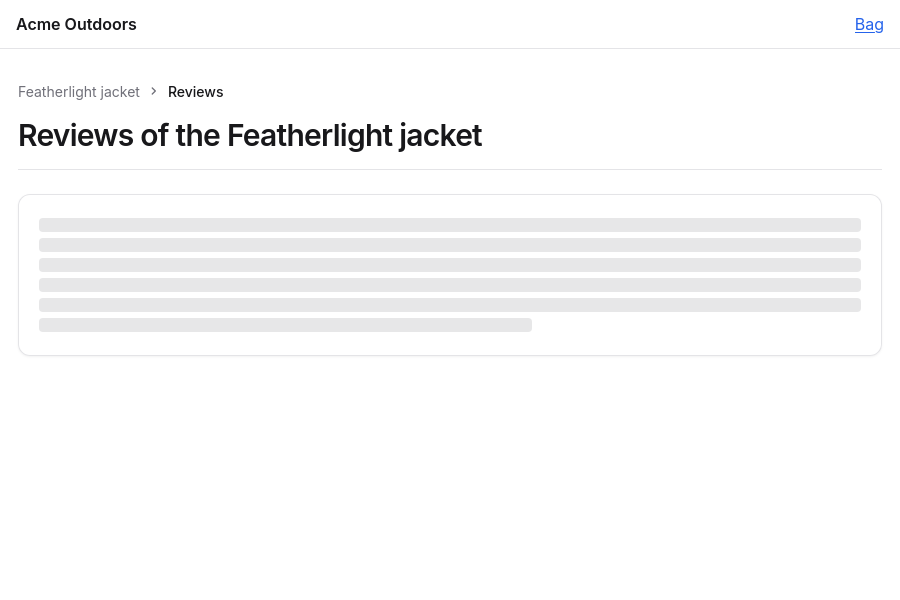 Acme Outdoors
Bag
Featherlight jacket
Reviews
Reviews of the Featherlight jacket